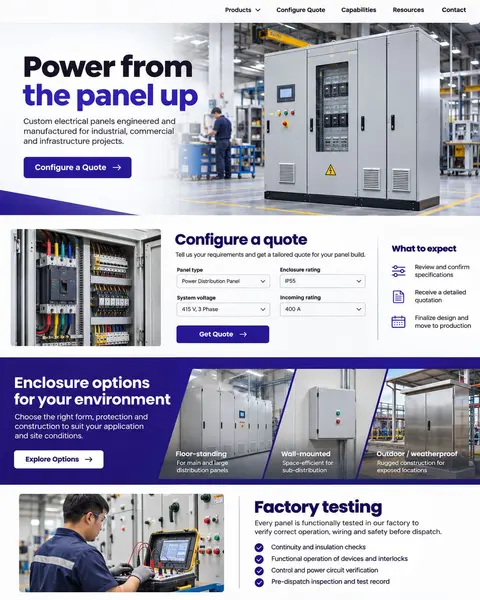 Products
Configure Quote
Capabilities
Resources
Contact
Power from
the panel up
Custom electrical panels engineered and
manufactured for industrial, commercial
and infrastructure projects.
Configure a Quote →
Configure a quote
Tell us your requirements and get a tailored quote for your panel build.
Panel type
Power Distribution Panel
Enclosure rating
IP55
System voltage
415 V, 3 Phase
Incoming rating
400 A
Get Quote →
What to expect
Review and confirm
specifications
Receive a detailed
quotation
Finalize design and
move to production
Enclosure options
for your environment
Choose the right form, protection and
construction to suit your application
and site conditions.
Explore Options →
Floor-standing
For main and large
distribution panels
Wall-mounted
Space-efficient for
sub-distribution
Outdoor / weatherproof
Rugged construction for
exposed locations
Factory testing
Every panel is functionally tested in our factory to
verify correct operation, wiring and safety before dispatch.
Continuity and insulation checks
Functional operation of devices and interlocks
Control and power circuit verification
Pre-dispatch inspection and test record